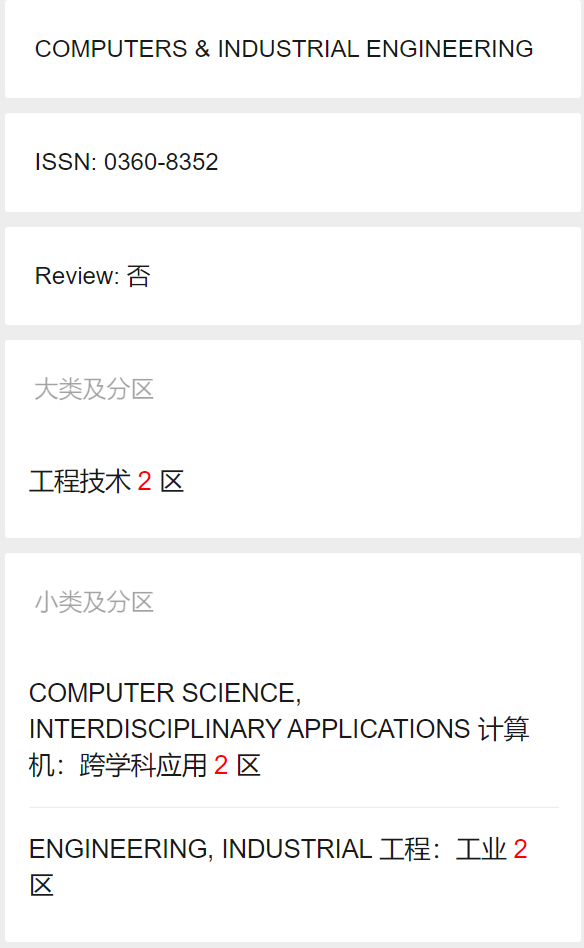 COMPUTERS & INDUSTRIAL ENGINEERING
ISSN: 0360-8352
Review: 否
大类及分区
工程技术 2 区
小类及分区
COMPUTER SCIENCE,
INTERDISCIPLINARY APPLICATIONS 计算
机：跨学科应用 2 区
ENGINEERING, INDUSTRIAL 工程：工业 2
区